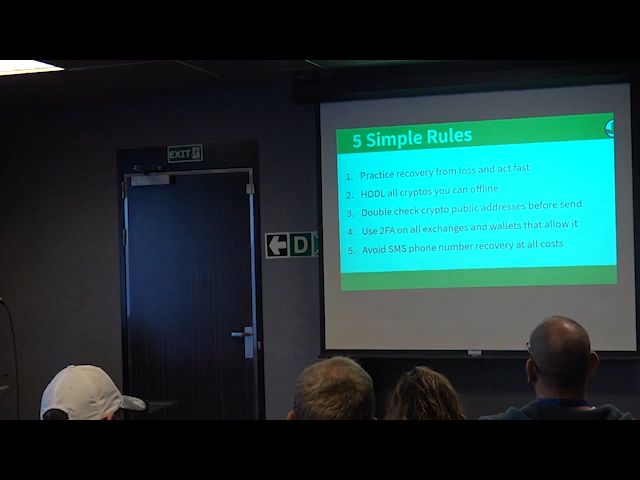 5 Simple Rules
1. Practice recovery from loss and act fast
2. HODL all cryptos you can offline
3. Double check crypto public addresses before send
4. Use 2FA on all exchanges and wallets that allow it
5. Avoid SMS phone number recovery at all costs
EXIT
D